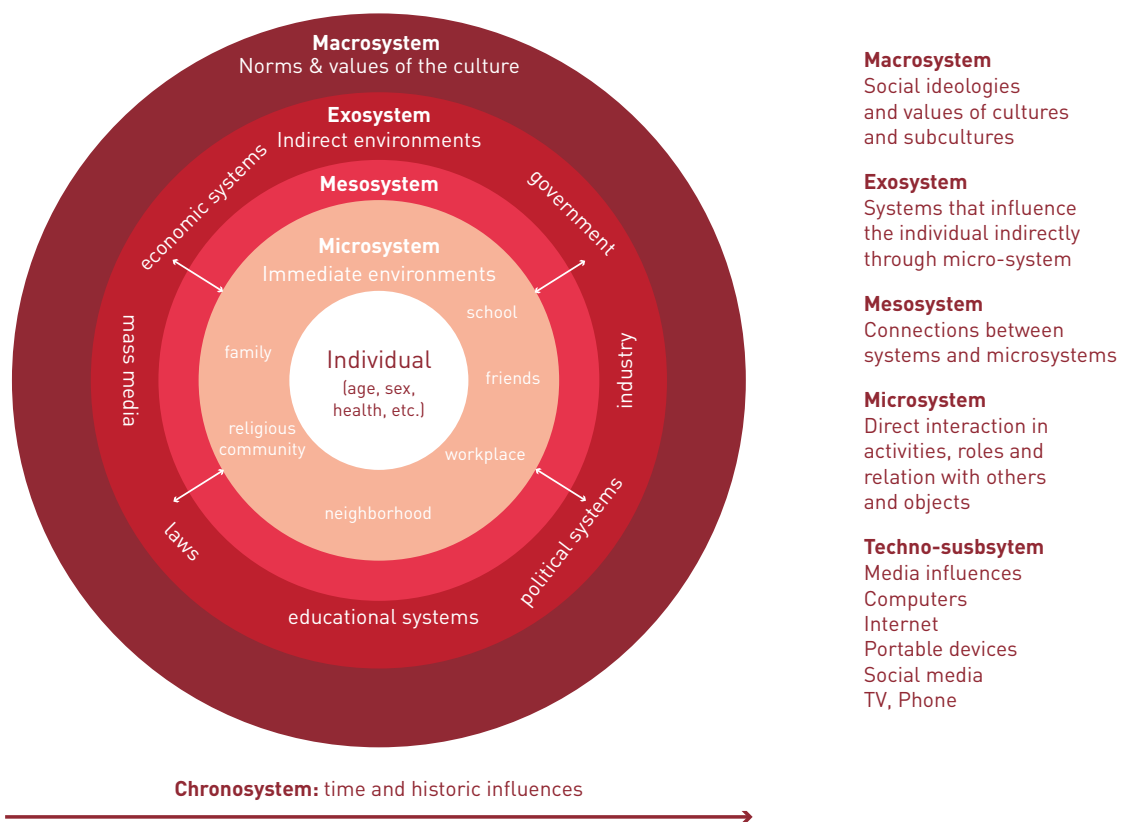 Macrosystem
Norms & values of the culture
Exosystem
Indirect environments
economic systems
government
Mesosystem
Microsystem
Immediate environments
school
family
friends
Individual
(age, sex,
health, etc.)
mass media
industry
religious
community
workplace
neighborhood
laws
political systems
educational systems
Chronosystem: time and historic influences
Macrosystem
Social ideologies
and values of cultures
and subcultures
Exosystem
Systems that influence
the individual indirectly
through micro-system
Mesosystem
Connections between
systems and microsystems
Microsystem
Direct interaction in
activities, roles and
relation with others
and objects
Techno-susbsytem
Media influences
Computers
Internet
Portable devices
Social media
TV, Phone